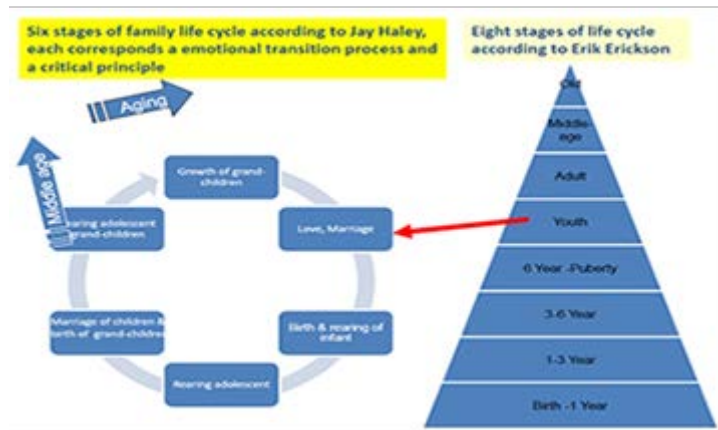 Six stages of family life cycle according to Jay Haley,
each corresponds a emotional transition process and
a critical principle
Eight stages of life cycle
according to Erik Erickson
Aging
Middle age
Growth of grand-
children
Love, Marriage
Birth & rearing of
infant
Rearing adolescent
Marriage of children &
birth of grand-children
earing adolescent
grand-children
Old
Middle-
age
Adult
Youth
6 Year -Puberty
3-6 Year
1-3 Year
Birth -1 Year